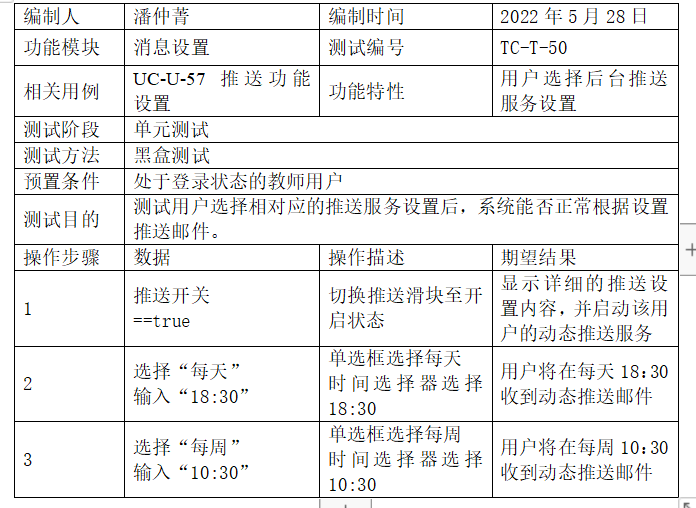 编制人 潘仲菁 编制时间 2022年5月28日
功能模块 消息设置 测试编号 TC-T-50
相关用例 UC-U-57 推送功能设置 功能特性 用户选择后台推送服务设置
测试阶段 单元测试
测试方法 黑盒测试
预置条件 处于登录状态的教师用户
测试目的 测试用户选择相对应的推送服务设置后，系统能否正常根据设置
推送邮件。
操作步骤 数据 操作描述 期望结果
1
推送开关
==true
切换推送滑块至开
启状态
显示详细的推送设
置内容，并启动该用
户的动态推送服务
2
选择“每天”
输入“18:30”
单选框选择每天
时间选择器选择
18:30
用户将在每天 18:30
收到动态推送邮件
3
选择“每周”
输入“10:30”
单选框选择每周
时间选择器选择
10:30
用户将在每周 10:30
收到动态推送邮件